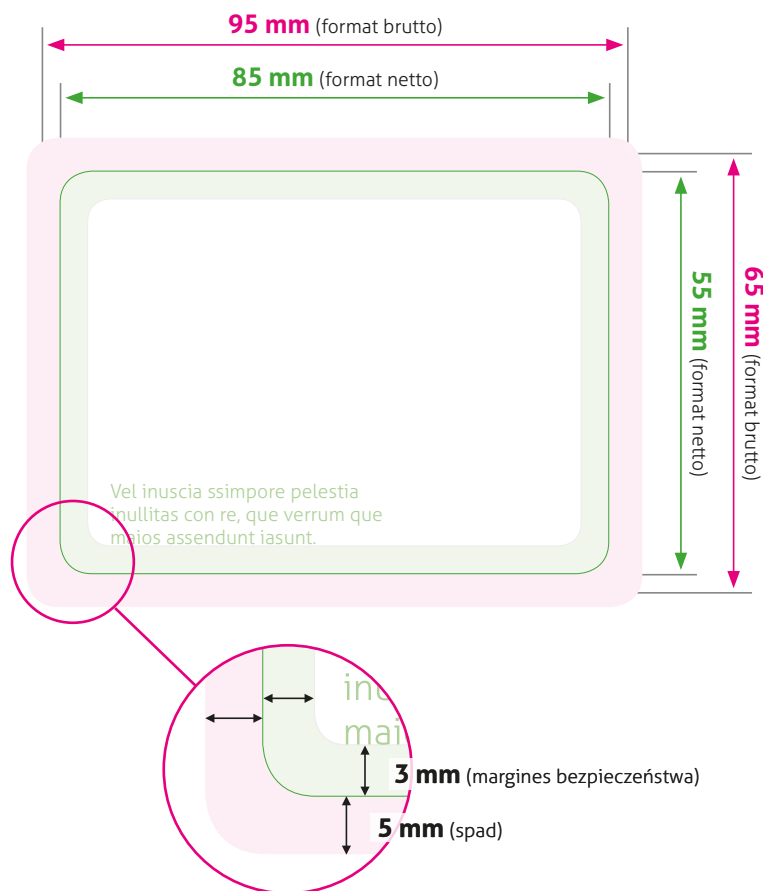 95 mm (format brutto)
85 mm (format netto)
55 mm (format netto)
65 mm (format brutto)
Vel inuscia ssimpore pelestia
inullitas con re, que verrum que
maios assendunt iasunt.
inu
mai
3 mm (margines bezpieczeństwa)
5 mm (spad)